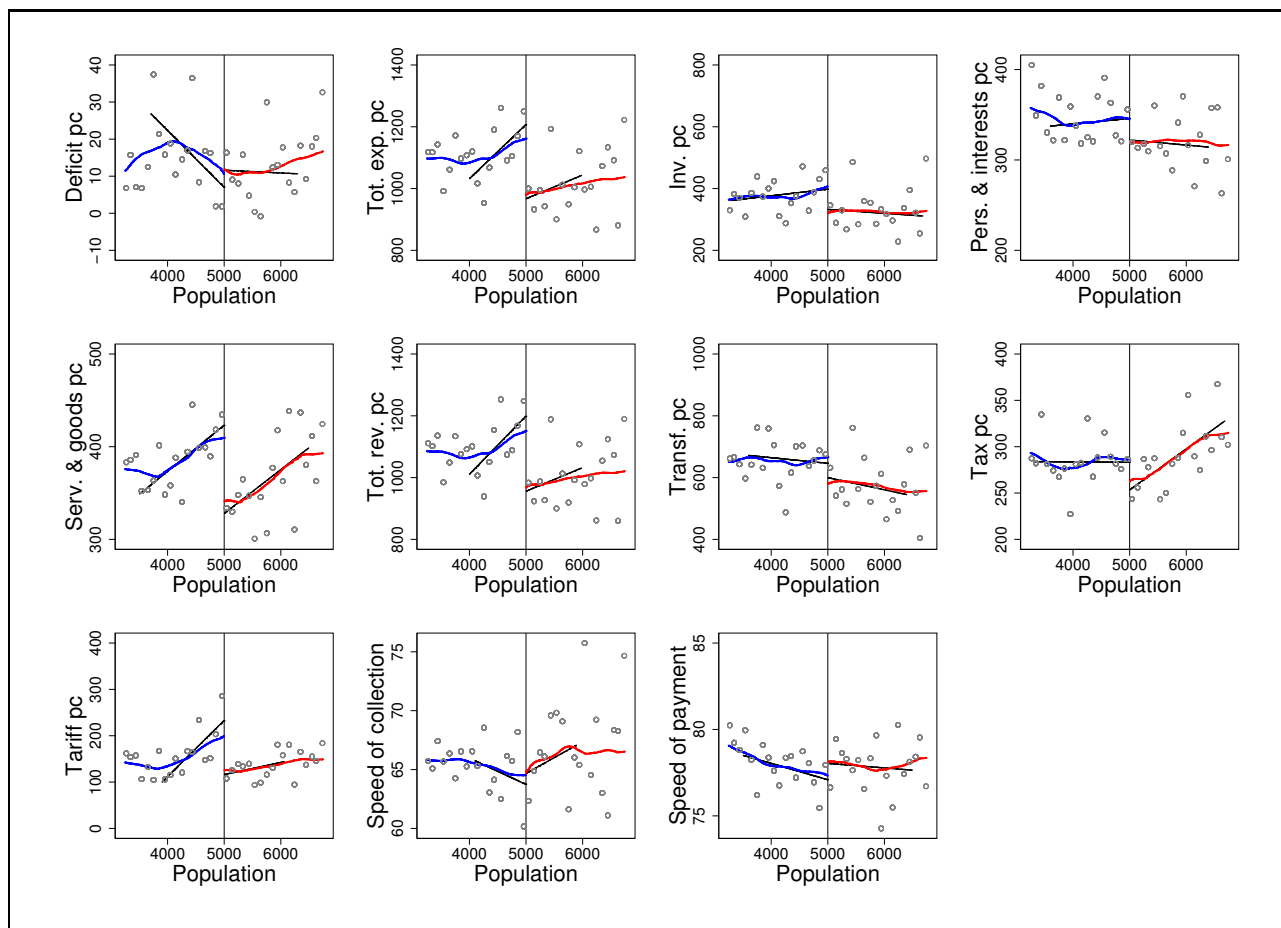 Deficit pc
−10 0 10 20 30 40
4000 5000 6000
Population
Tot. exp. pc
800 1000 1200 1400
4000 5000 6000
Population
Inv. pc
200 400 600 800
4000 5000 6000
Population
Pers. & interests pc
200 300 400
4000 5000 6000
Population
Serv. & goods pc
300 400 500
4000 5000 6000
Population
Tot. rev. pc
800 1000 1200 1400
4000 5000 6000
Population
Transf. pc
400 600 800 1000
4000 5000 6000
Population
Tax pc
200 250 300 350 400
4000 5000 6000
Population
Tariff pc
0 100 200 300 400
4000 5000 6000
Population
Speed of collection
60 65 70 75
4000 5000 6000
Population
Speed of payment
75 80 85
4000 5000 6000
Population